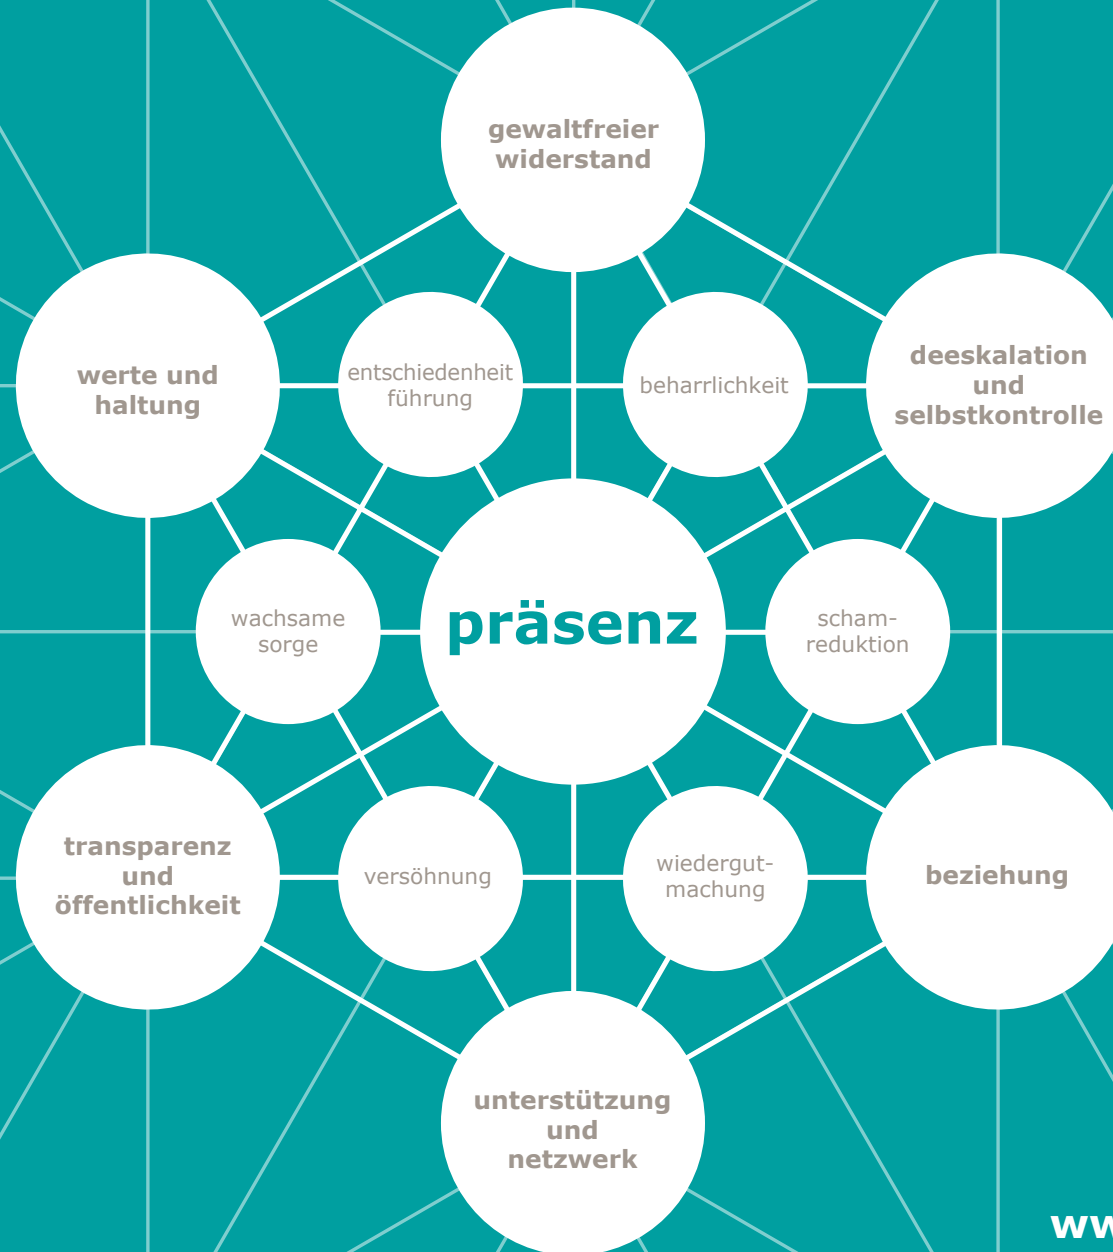 gewaltfreier
widerstand
werte und
haltung
entschiedenheit
führung
beharrlichkeit
deeskalation
und
selbstkontrolle
wachsame
sorge
präsenz
scham-
reduktion
transparenz
und
öffentlichkeit
versöhnung
wiedergut-
machung
beziehung
unterstützung
und
netzwerk